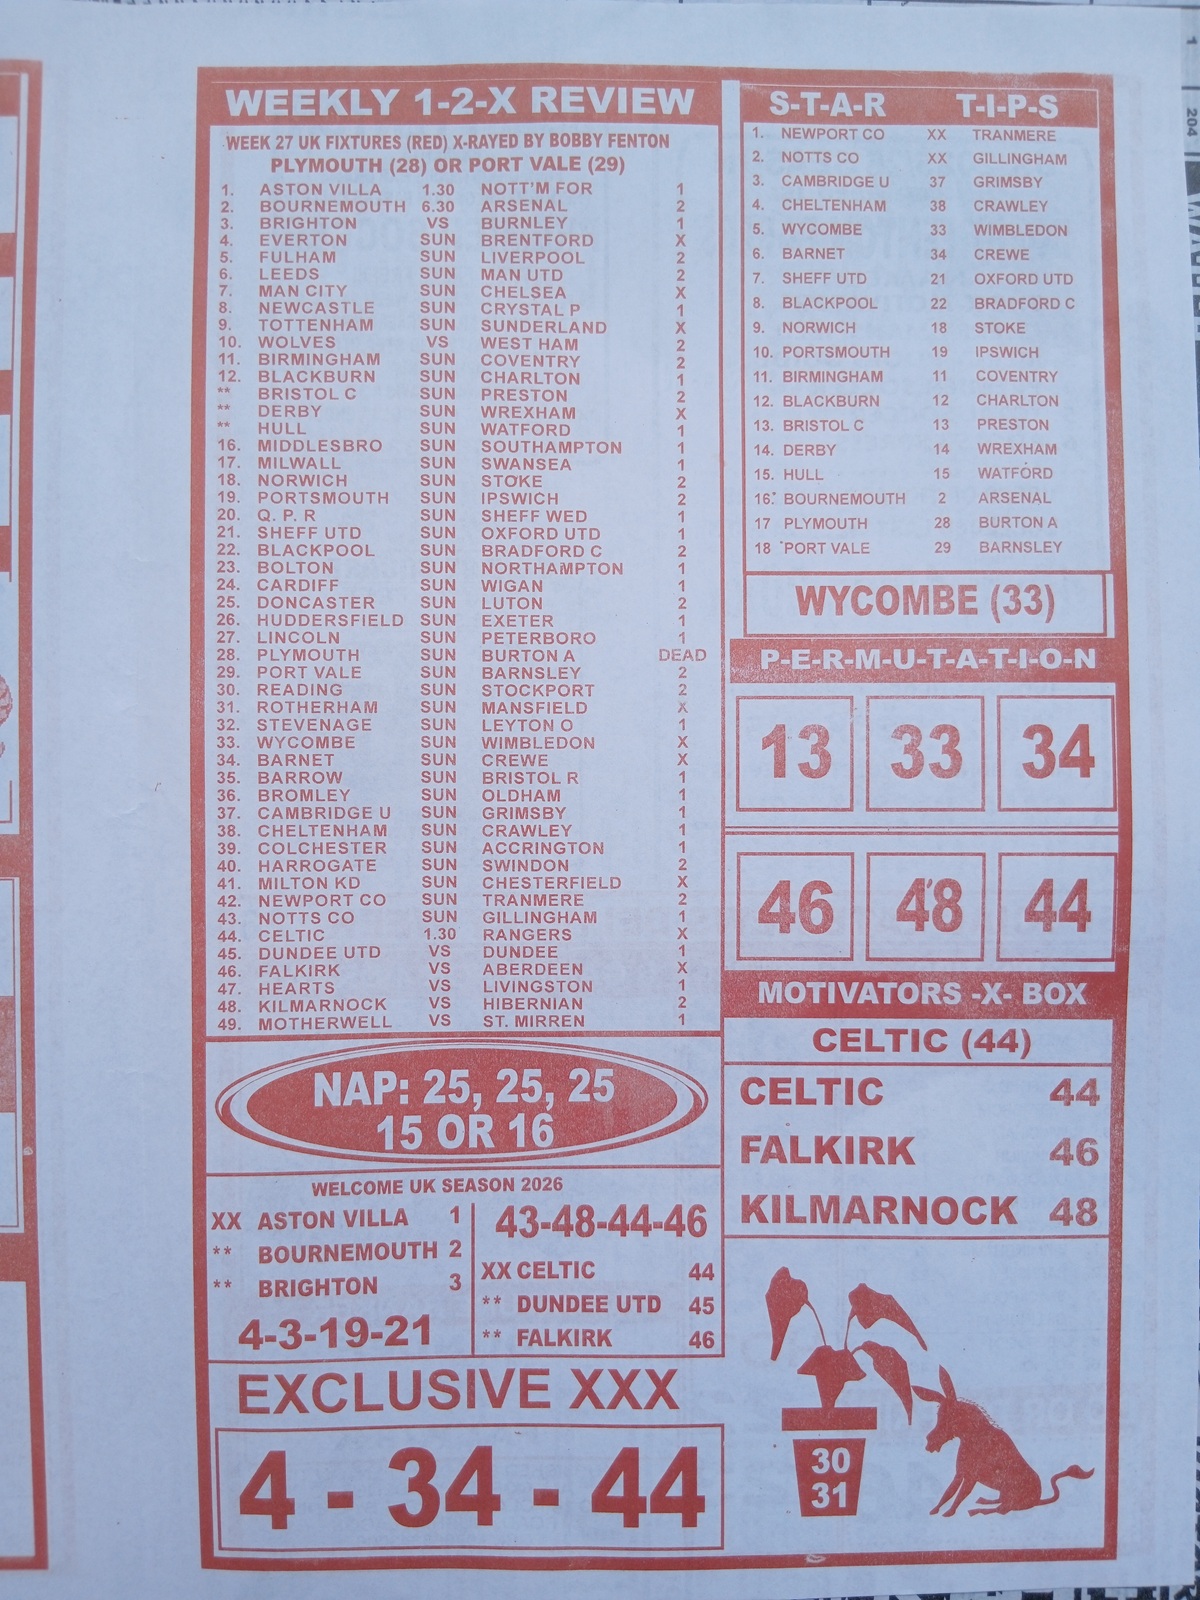 WEEKLY 1-2-X REVIEW
WEEK 27 UK FIXTURES (RED) X-RAYED BY BOBBY FENTON
PLYMOUTH (28) OR PORT VALE (29)
1. ASTON VILLA 1.30 NOTT'M FOR 1
2. BOURNEMOUTH 6.30 ARSENAL 2
3. BRIGHTON VS BURNLEY 1
4. EVERTON SUN BRENTFORD X
5. FULHAM SUN LIVERPOOL 2
6. LEEDS SUN MAN UTD 2
7. MAN CITY SUN CHELSEA X
8. NEWCASTLE SUN CRYSTAL P 1
9. TOTTENHAM SUN SUNDERLAND X
10. WOLVES VS WEST HAM 2
11. BIRMINGHAM SUN COVENTRY 2
12. BLACKBURN SUN CHARLTON 1
** BRISTOL C SUN PRESTON 2
** DERBY SUN WREXHAM X
** HULL SUN WATFORD 1
16. MIDDLESBRO SUN SOUTHAMPTON 1
17. MILWALL SUN SWANSEA 1
18. NORWICH SUN STOKE 2
19. PORTSMOUTH SUN IPSWICH 2
20. Q. P. R SUN SHEFF WED 1
21. SHEFF UTD SUN OXFORD UTD 1
22. BLACKPOOL SUN BRADFORD C 2
23. BOLTON SUN NORTHAMPTON 1
24. CARDIFF SUN WIGAN 1
25. DONCASTER SUN LUTON 2
26. HUDDERSFIELD SUN EXETER 1
27. LINCOLN SUN PETERBORO 1
28. PLYMOUTH SUN BURTON A DEAD
29. PORT VALE SUN BARNSLEY 2
30. READING SUN STOCKPORT 2
31. ROTHERHAM SUN MANSFIELD X
32. STEVENAGE SUN LEYTON O 1
33. WYCOMBE SUN WIMBLEDON X
34. BARNET SUN CREWE X
35. BARROW SUN BRISTOL R 1
36. BROMLEY SUN OLDHAM 1
37. CAMBRIDGE U SUN GRIMSBY 1
38. CHELTENHAM SUN CRAWLEY 1
39. COLCHESTER SUN ACCRINGTON 1
40. HARROGATE SUN SWINDON 2
41. MILTON KD SUN CHESTERFIELD X
42. NEWPORT CO SUN TRANMERE 2
43. NOTTS CO SUN GILLINGHAM 1
44. CELTIC 1.30 RANGERS X
45. DUNDEE UTD VS DUNDEE 1
46. FALKIRK VS ABERDEEN X
47. HEARTS VS LIVINGSTON 1
48. KILMARNOCK VS HIBERNIAN 2
49. MOTHERWELL VS ST. MIRREN 1
NAP: 25, 25, 25
15 OR 16
WELCOME UK SEASON 2026
XX ASTON VILLA 1
** BOURNEMOUTH 2
** BRIGHTON 3
4-3-19-21
43-48-44-46
XX CELTIC 44
** DUNDEE UTD 45
** FALKIRK 46
EXCLUSIVE XXX
4 - 34 - 44
S-T-A-R T-I-P-S
1. NEWPORT CO XX TRANMERE
2. NOTTS CO XX GILLINGHAM
3. CAMBRIDGE U 37 GRIMSBY
4. CHELTENHAM 38 CRAWLEY
5. WYCOMBE 33 WIMBLEDON
6. BARNET 34 CREWE
7. SHEFF UTD 21 OXFORD UTD
8. BLACKPOOL 22 BRADFORD C
9. NORWICH 18 STOKE
10. PORTSMOUTH 19 IPSWICH
11. BIRMINGHAM 11 COVENTRY
12. BLACKBURN 12 CHARLTON
13. BRISTOL C 13 PRESTON
14. DERBY 14 WREXHAM
15. HULL 15 WATFORD
16. BOURNEMOUTH 2 ARSENAL
17 PLYMOUTH 28 BURTON A
18 PORT VALE 29 BARNSLEY
WYCOMBE (33)
P-E-R-M-U-T-A-T-I-O-N
13 33 34
46 48 44
MOTIVATORS -X- BOX
CELTIC (44)
CELTIC 44
FALKIRK 46
KILMARNOCK 48
30
31
204
1